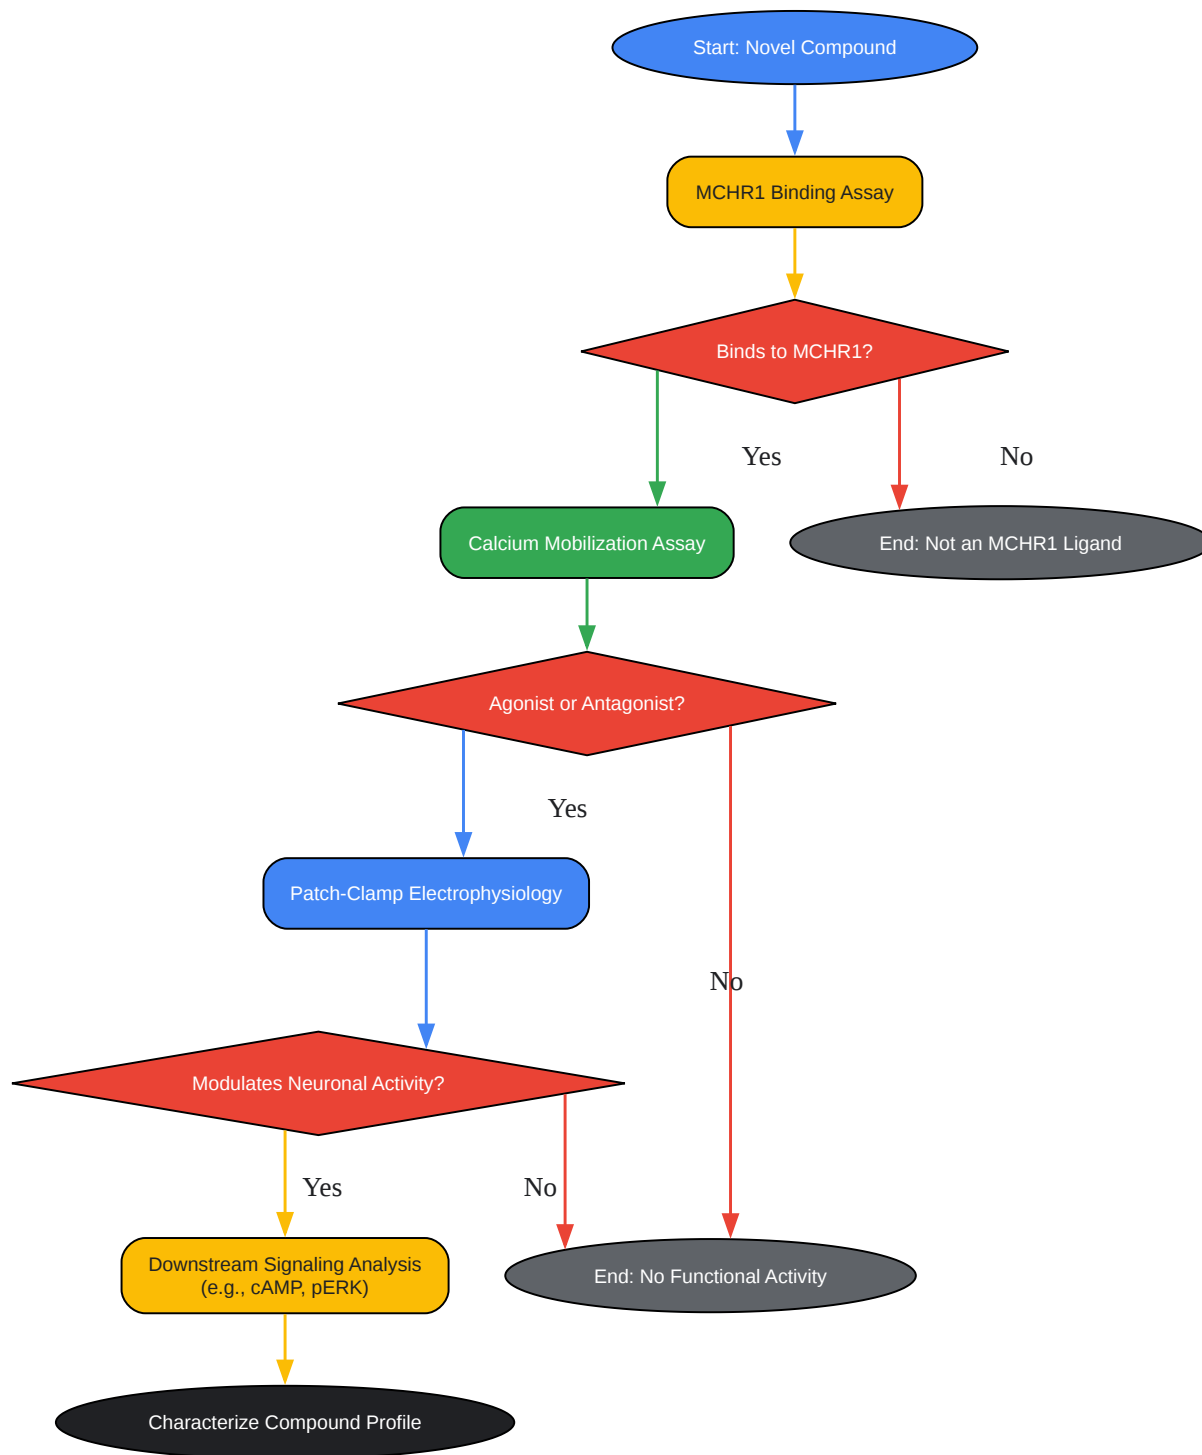 Start: Novel Compound
MCHR1 Binding Assay
Binds to MCHR1?
Yes
No
Calcium Mobilization Assay
End: Not an MCHR1 Ligand
Agonist or Antagonist?
Yes
Patch-Clamp Electrophysiology
No
Modulates Neuronal Activity?
Yes
No
Downstream Signaling Analysis
(e.g., cAMP, pERK)
End: No Functional Activity
Characterize Compound Profile